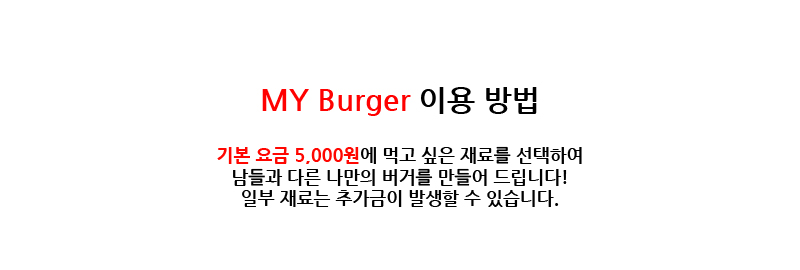 MY Burger 이용 방법
기본 요금 5,000원에 먹고 싶은 재료를 선택하여
남들과 다른 나만의 버거를 만들어 드립니다!
일부 재료는 추가금이 발생할 수 있습니다.